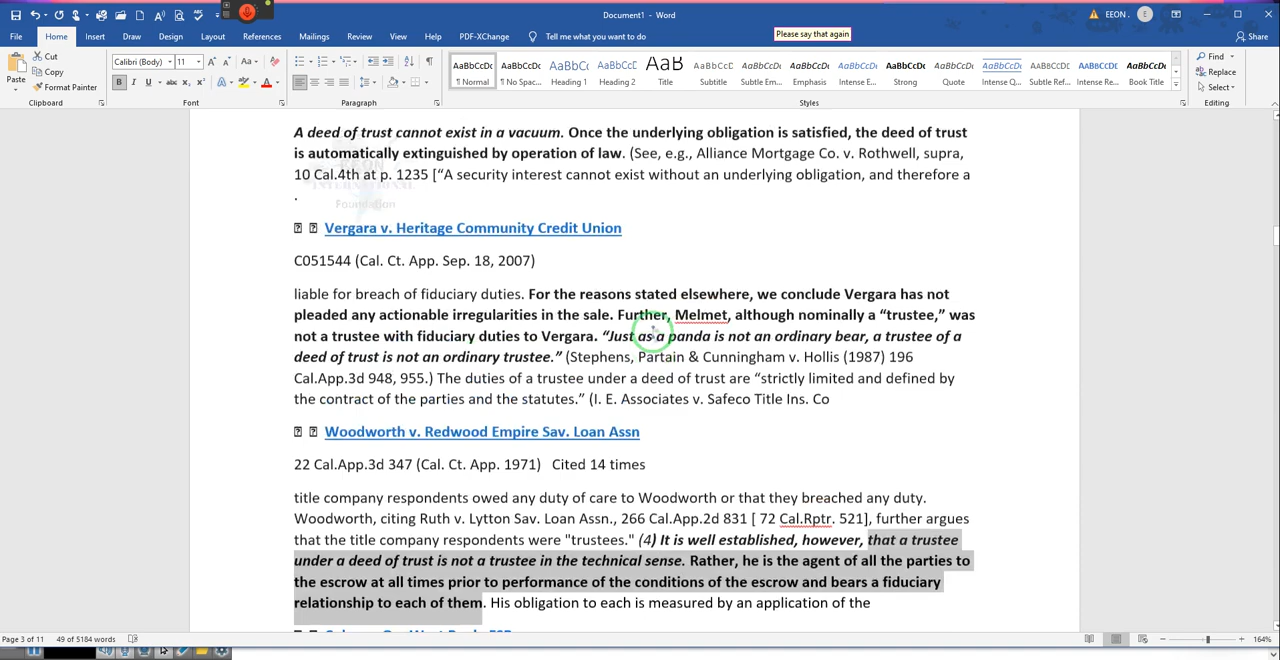 Document1 - Word
EEON .
E
File Home Insert Draw Design Layout References Mailings Review View Help PDF-XChange Tell me what you want to do
Please say that again
Share
Paste
Cut
Copy
Format Painter
Calibri (Body) 11
Find
Replace
Select
AaBbCcDc AaBbCcDc AaBbC AaBbCc AaB AaBbCcD AaBbCcDc AaBbCcDc AaBbCcDc AaBbCcDc AaBbCcDc AaBbCcDc AaBbCcDc AaBbCcDc AaBbCcDc
¶ Normal ¶ No Spac... Heading 1 Heading 2 Title Subtitle Subtle Em... Emphasis Intense E... Strong Quote Intense Q... Subtle Ref... Intense Re... Book Title
Clipboard Font Paragraph Styles Editing
A deed of trust cannot exist in a vacuum. Once the underlying obligation is satisfied, the deed of trust
is automatically extinguished by operation of law. (See, e.g., Alliance Mortgage Co. v. Rothwell, supra,
10 Cal.4th at p. 1235 [“A security interest cannot exist without an underlying obligation, and therefore a
.
EEON
INTERNATIONAL
Foundation
Vergara v. Heritage Community Credit Union
C051544 (Cal. Ct. App. Sep. 18, 2007)
liable for breach of fiduciary duties. For the reasons stated elsewhere, we conclude Vergara has not
pleaded any actionable irregularities in the sale. Further, Melmet, although nominally a “trustee,” was
not a trustee with fiduciary duties to Vergara. “Just as a panda is not an ordinary bear, a trustee of a
deed of trust is not an ordinary trustee.” (Stephens, Partain & Cunningham v. Hollis (1987) 196
Cal.App.3d 948, 955.) The duties of a trustee under a deed of trust are “strictly limited and defined by
the contract of the parties and the statutes.” (I. E. Associates v. Safeco Title Ins. Co
Woodworth v. Redwood Empire Sav. Loan Assn
22 Cal.App.3d 347 (Cal. Ct. App. 1971) Cited 14 times
title company respondents owed any duty of care to Woodworth or that they breached any duty.
Woodworth, citing Ruth v. Lytton Sav. Loan Assn., 266 Cal.App.2d 831 [ 72 Cal.Rptr. 521], further argues
that the title company respondents were "trustees." (4) It is well established, however, that a trustee
under a deed of trust is not a trustee in the technical sense. Rather, he is the agent of all the parties to
the escrow at all times prior to performance of the conditions of the escrow and bears a fiduciary
relationship to each of them. His obligation to each is measured by an application of the
Page 3 of 11 49 of 5184 words
164%